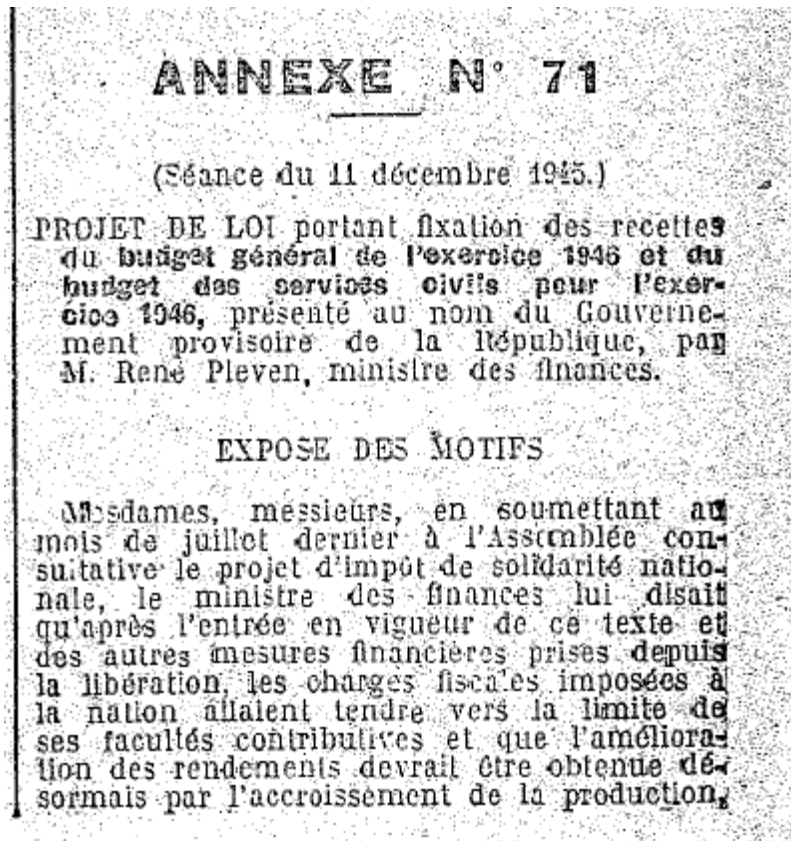 ANNEXE N° 71
(Séance du 11 décembre 1945.)
PROJET DE LOI portant fixation des recettes
du budget général de l'exercice 1946 et du
budget des services civils pour l'exer-
cice 1946, présenté au nom du Gouverne-
ment provisoire de la République, par
M. René Pleven, ministre des finances.
EXPOSE DES MOTIFS
Mesdames, messieurs, en soumettant au
mois de juillet dernier à l'Assemblée con-
sultative le projet d'impôt de solidarité natio-
nale, le ministre des finances lui disait
qu'après l'entrée en vigueur de ce texte et
des autres mesures financières prises depuis
la libération, les charges fiscales imposées à
la nation allaient tendre vers la limite de
ses facultés contributives et que l'améliora-
tion des rendements devrait être obtenue dé-
sormais par l'accroissement de la production,